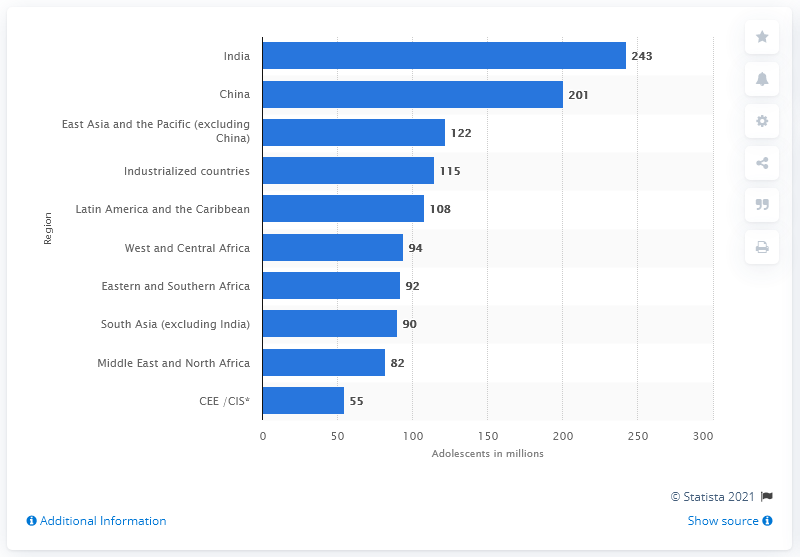 India
243
China
201
East Asia and the Pacific (excluding
China)
122
Industrialized countries
115
Latin America and the Caribbean
108
West and Central Africa
94
Eastern and Southern Africa
92
South Asia (excluding India)
90
Middle East and North Africa
82
CEE /CIS*
55
Region
0 50 100 150 200 250 300
Adolescents in millions
© Statista 2021
Additional Information
Show source